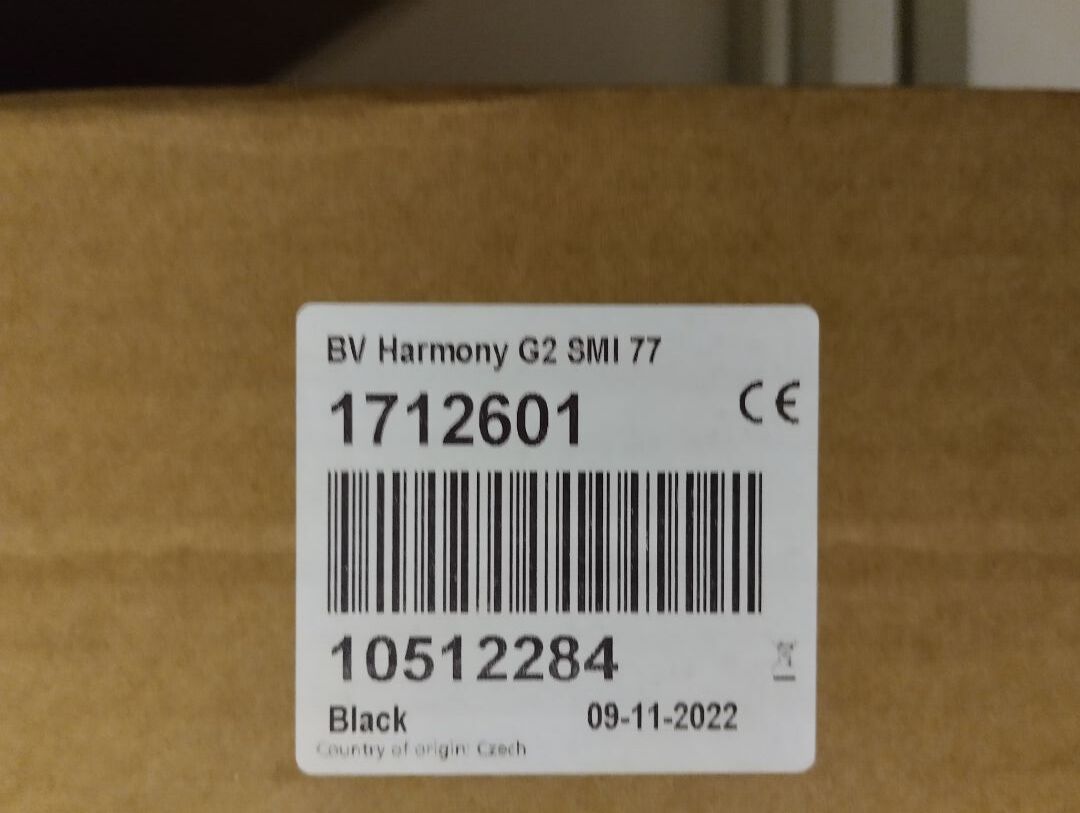 BV Harmony G2 SMI 77
1712601
CE
10512284
Black 09-11-2022
Country of origin: Czech